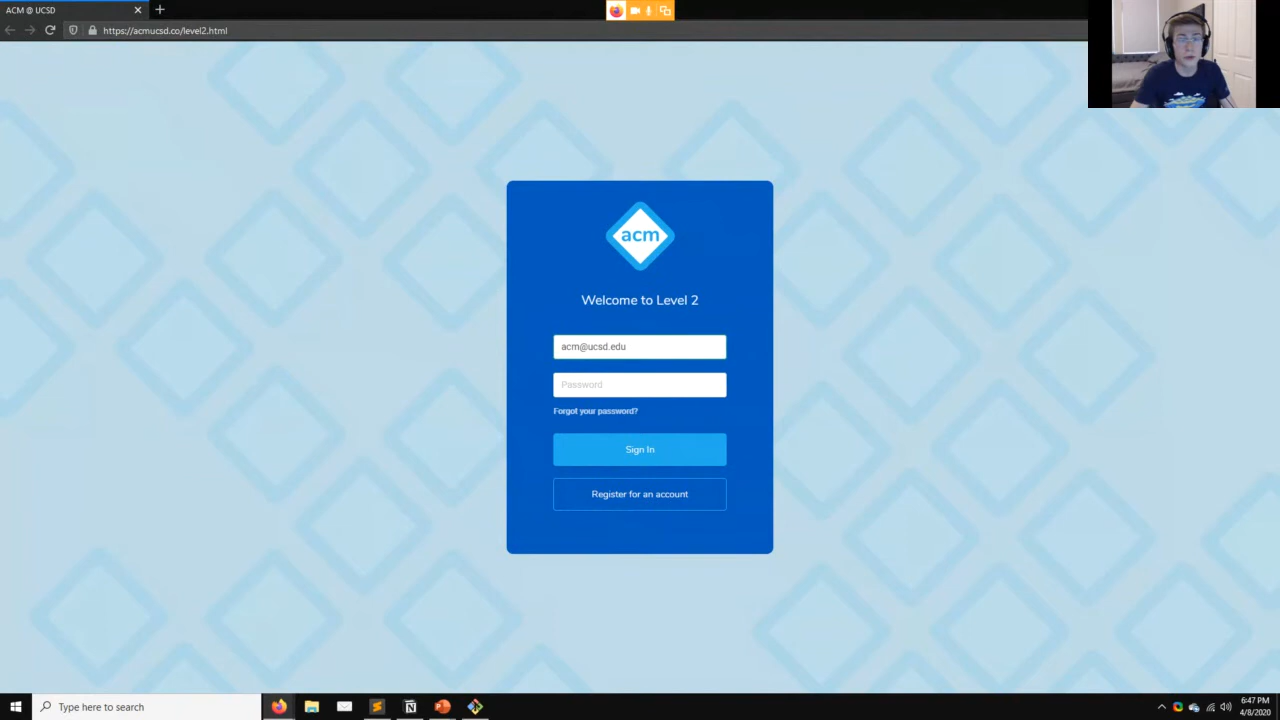 ACM @ UCSD
https://acmucsd.co/level2.html
acm
Welcome to Level 2
acm@ucsd.edu
Password
Forgot your password?
Sign In
Register for an account
Type here to search
6:47 PM
4/8/2020